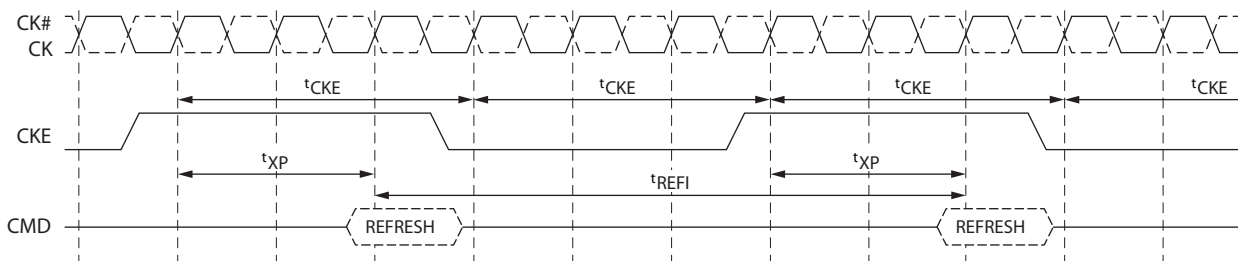 CK#
CK
tCKE tCKE tCKE tCKE
CKE
tXP tXP
tREFI
CMD REFRESH REFRESH